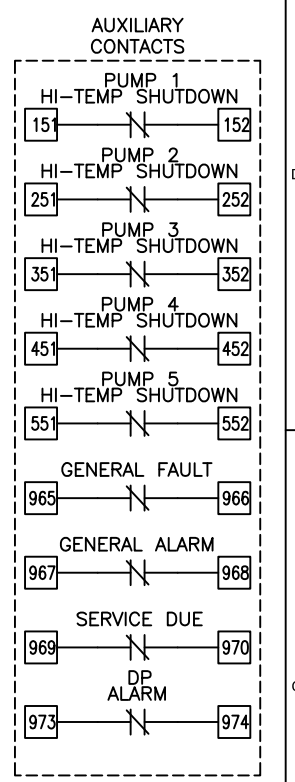 AUXILIARY
CONTACTS
PUMP 1
HI-TEMP SHUTDOWN
151 152
PUMP 2
HI-TEMP SHUTDOWN
251 252
D
PUMP 3
HI-TEMP SHUTDOWN
351 352
PUMP 4
HI-TEMP SHUTDOWN
451 452
PUMP 5
HI-TEMP SHUTDOWN
551 552
GENERAL FAULT
965 966
GENERAL ALARM
967 968
SERVICE DUE
969 970
DP
ALARM
C
973 974